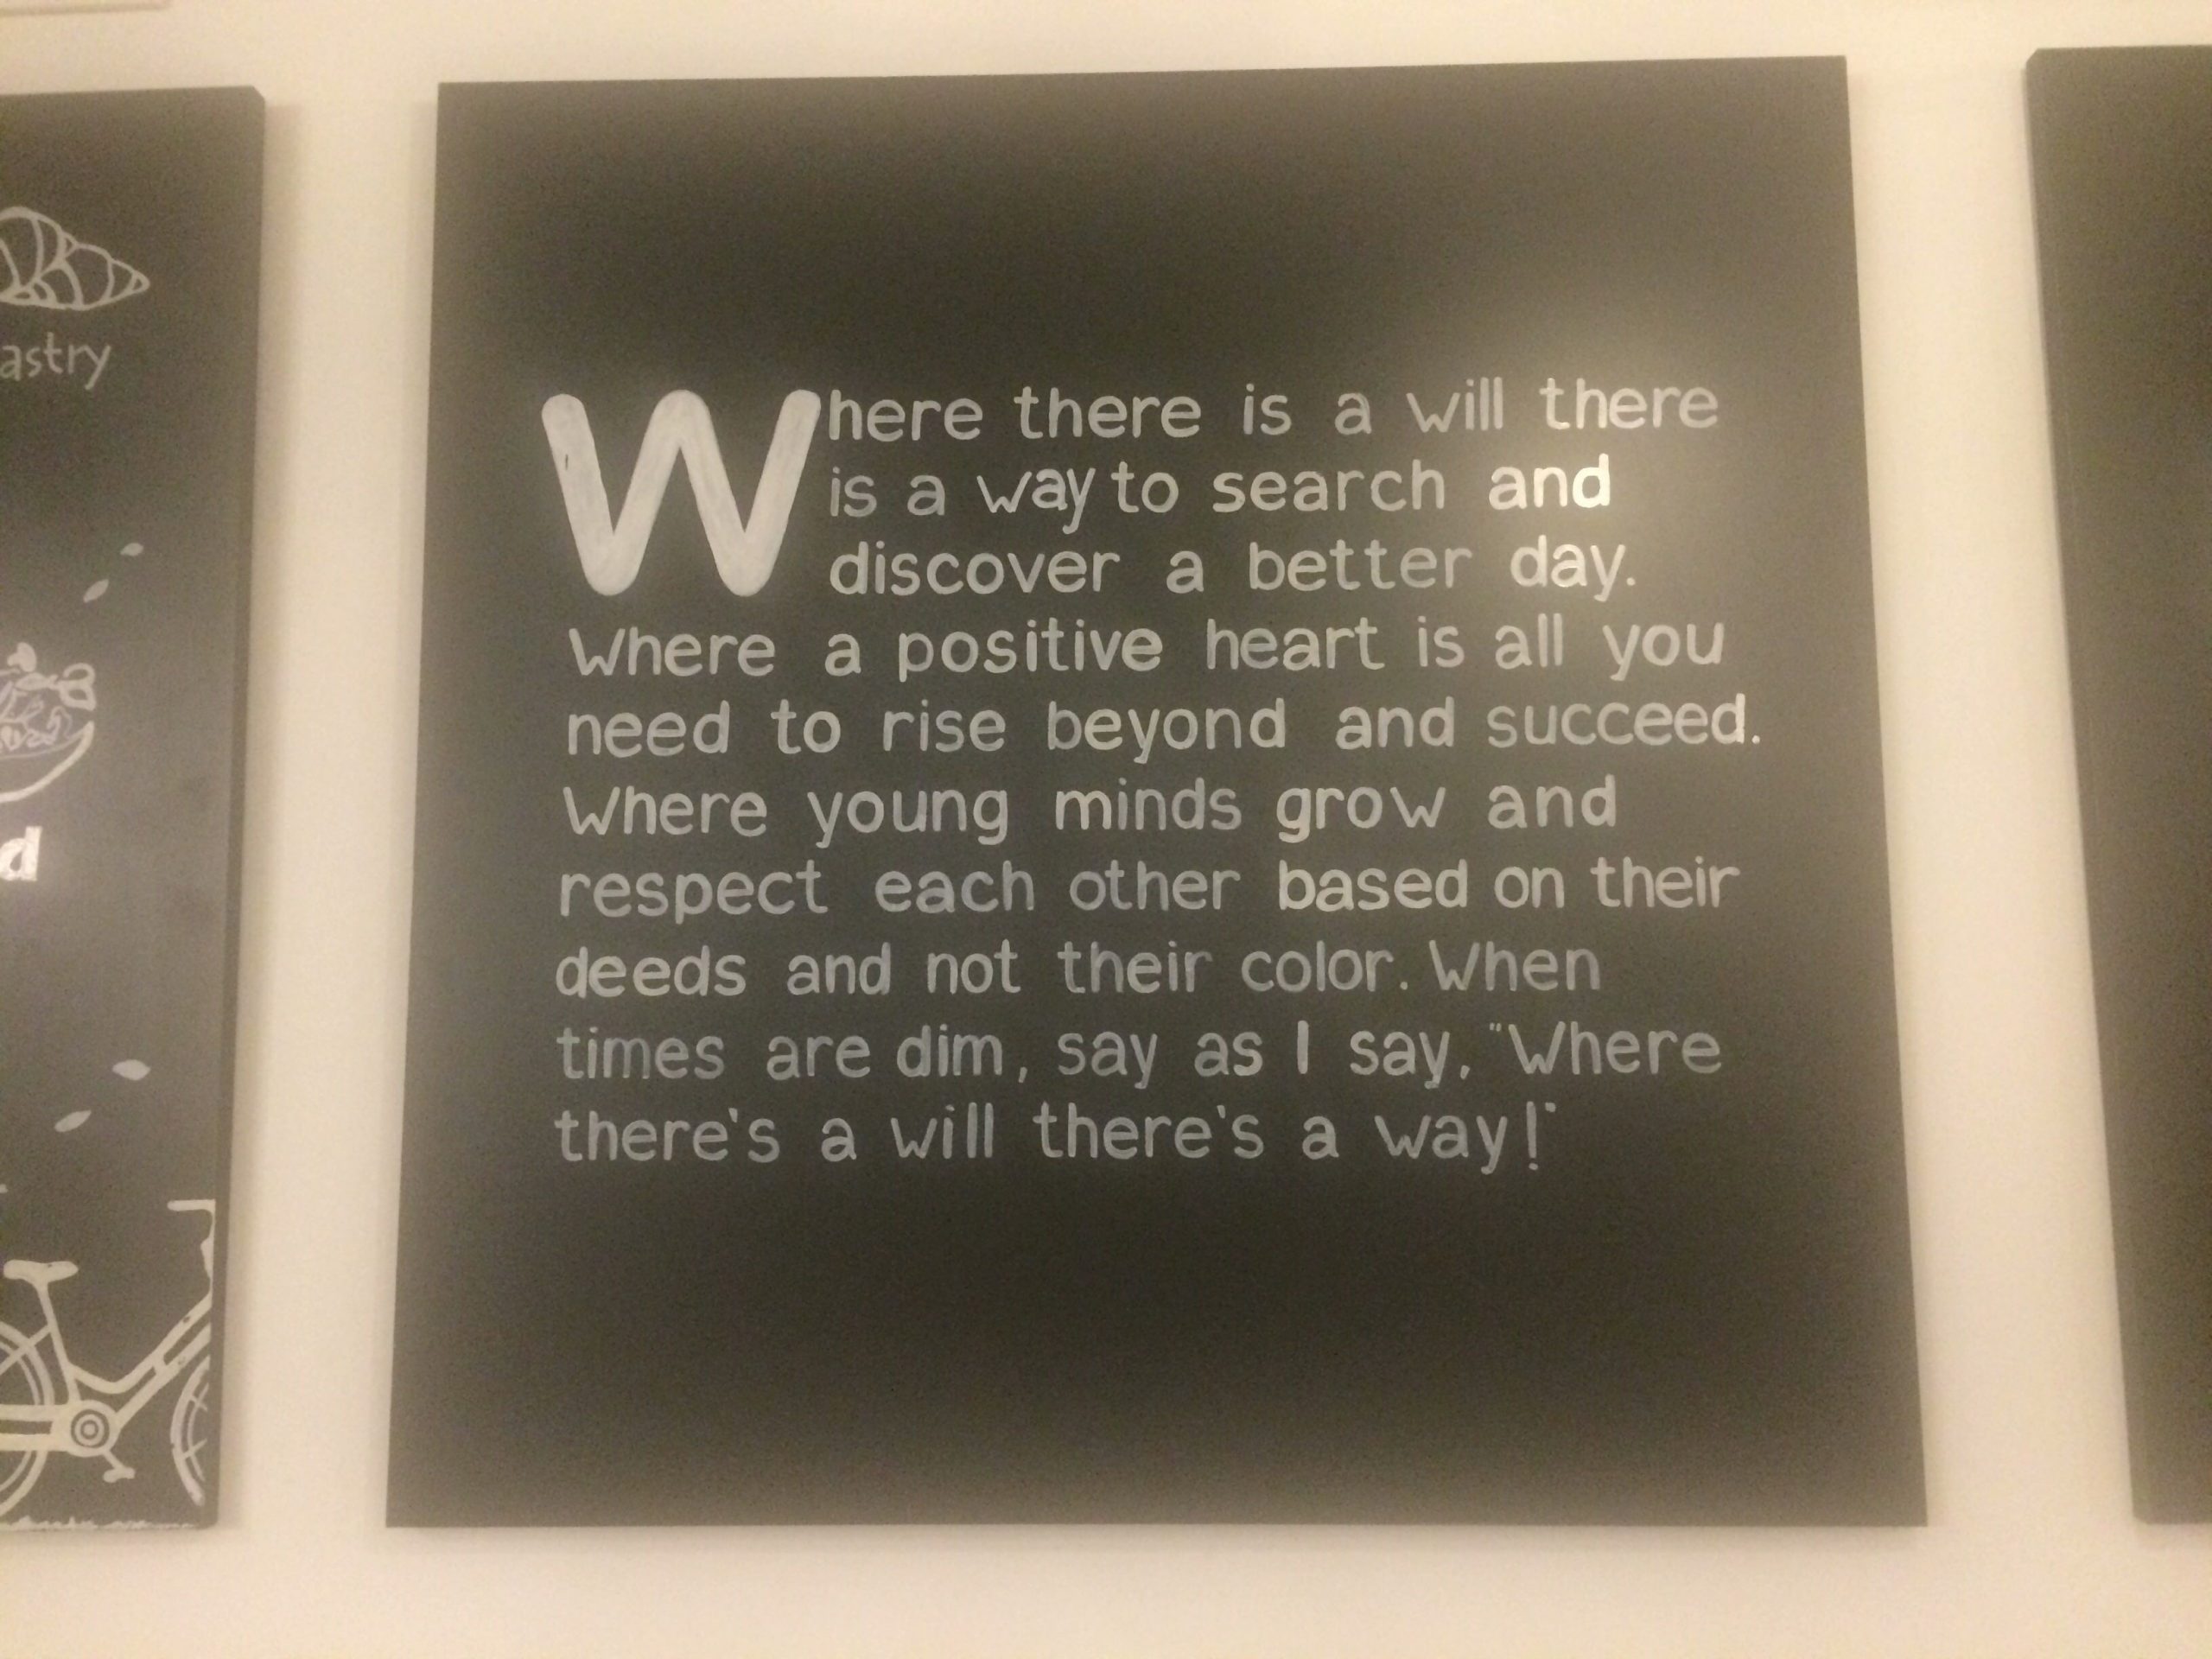 astry
d
Where there is a will there
is a way to search and
discover a better day.
Where a positive heart is all you
need to rise beyond and succeed.
Where young minds grow and
respect each other based on their
deeds and not their color. When
times are dim, say as I say, "Where
there's a will there's a way!"